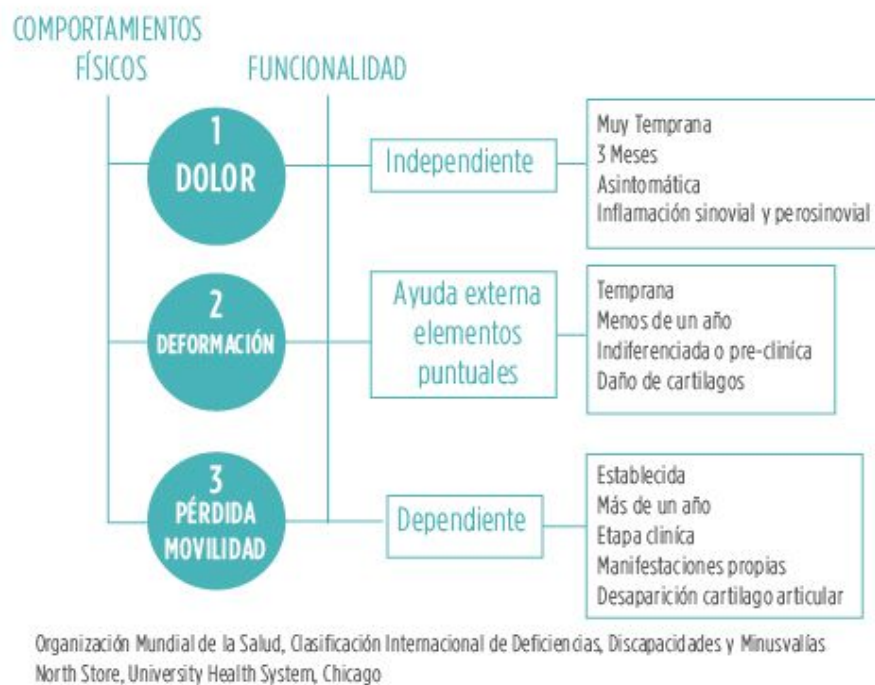 COMPORTAMIENTOS
FÍSICOS
FUNCIONALIDAD
1
DOLOR
Independiente
Muy Temprana
3 Meses
Asintomática
Inflamación sinovial y perosinovial
2
DEFORMACIÓN
Ayuda externa
elementos
puntuales
Temprana
Menos de un año
Indiferenciada o pre-cliníca
Daño de cartilagos
3
PÉRDIDA
MOVILIDAD
Dependiente
Establecida
Más de un año
Etapa cliníca
Manifestaciones propias
Desaparición cartilago articular
Organización Mundial de la Salud, Clasificación Internacional de Deficiencias, Discapacidades y Minusvalías
North Store, University Health System, Chicago